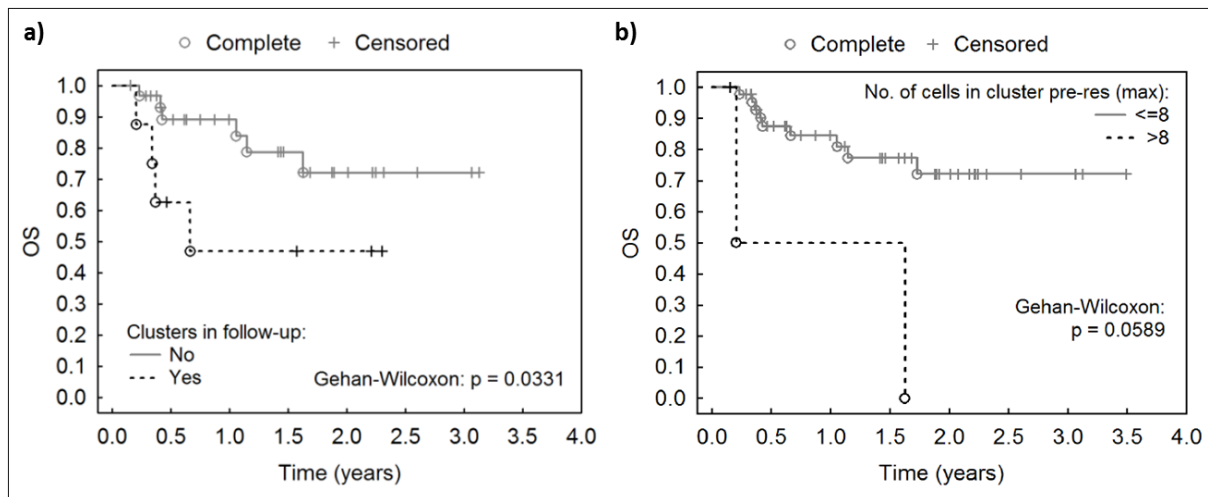 a)
○ Complete + Censored
1.0
0.9
0.8
0.7
0.6
0.5
0.4
0.3
0.2
0.1
0.0
OS
Clusters in follow-up:
No
Yes
Gehan-Wilcoxon: p = 0.0331
0.0 0.5 1.0 1.5 2.0 2.5 3.0 3.5 4.0
Time (years)
b)
○ Complete + Censored
1.0
0.9
0.8
0.7
0.6
0.5
0.4
0.3
0.2
0.1
0.0
OS
No. of cells in cluster pre-res (max):
<=8
>8
Gehan-Wilcoxon:
p = 0.0589
0.0 0.5 1.0 1.5 2.0 2.5 3.0 3.5 4.0
Time (years)